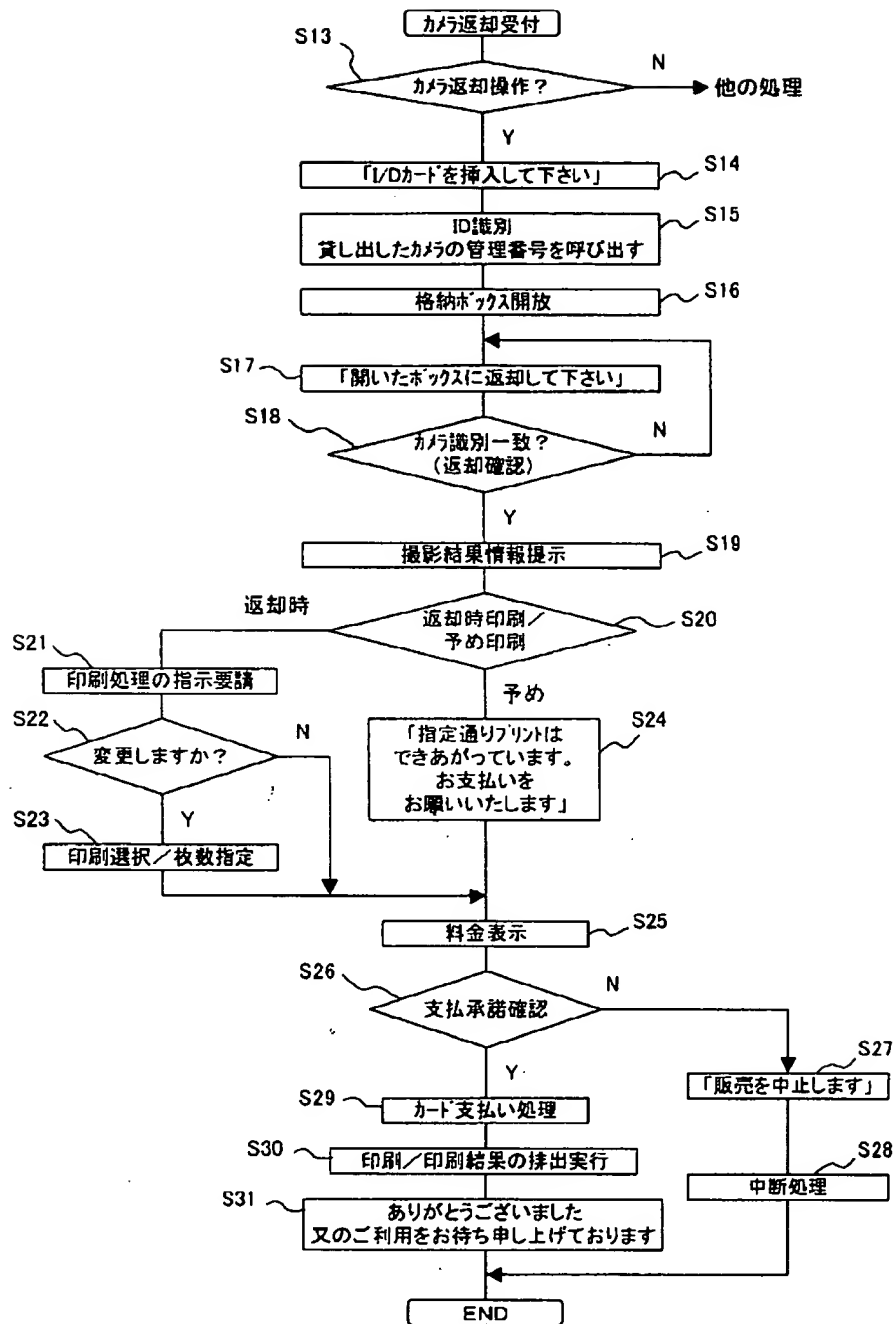 カメラ返却受付
S13
カメラ返却操作？
N
他の処理
Y
S14
「I/Dカードを挿入して下さい」
S15
ID識別
貸し出したカメラの管理番号を呼び出す
S16
格納ボックス開放
S17
「開いたボックスに返却して下さい」
S18
カメラ識別一致？
(返却確認)
N
Y
S19
撮影結果情報提示
返却時
S20
返却時印刷／
予め印刷
S21
印刷処理の指示要請
予め
S22
変更しますか？
N
S24
「指定通りプリントは
できあがっています。
お支払いを
お願いいたします」
Y
S23
印刷選択／枚数指定
S25
料金表示
S26
支払承諾確認
N
Y
S27
「販売を中止します」
S29
カード支払い処理
S28
中断処理
S30
印刷／印刷結果の排出実行
S31
ありがとうございました
又のご利用をお待ち申し上げております
END